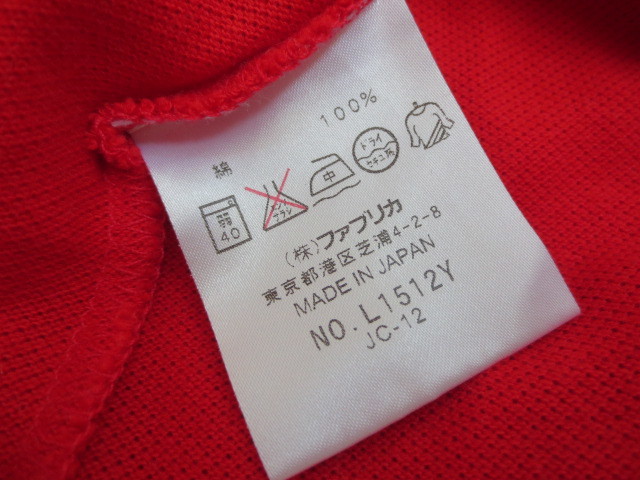 綿 100%
40 エンソ サラシ 中 ドライ セキユ系
(株)ファブリカ
東京都港区芝浦4-2-8
MADE IN JAPAN
NO. L1512Y
JC-12